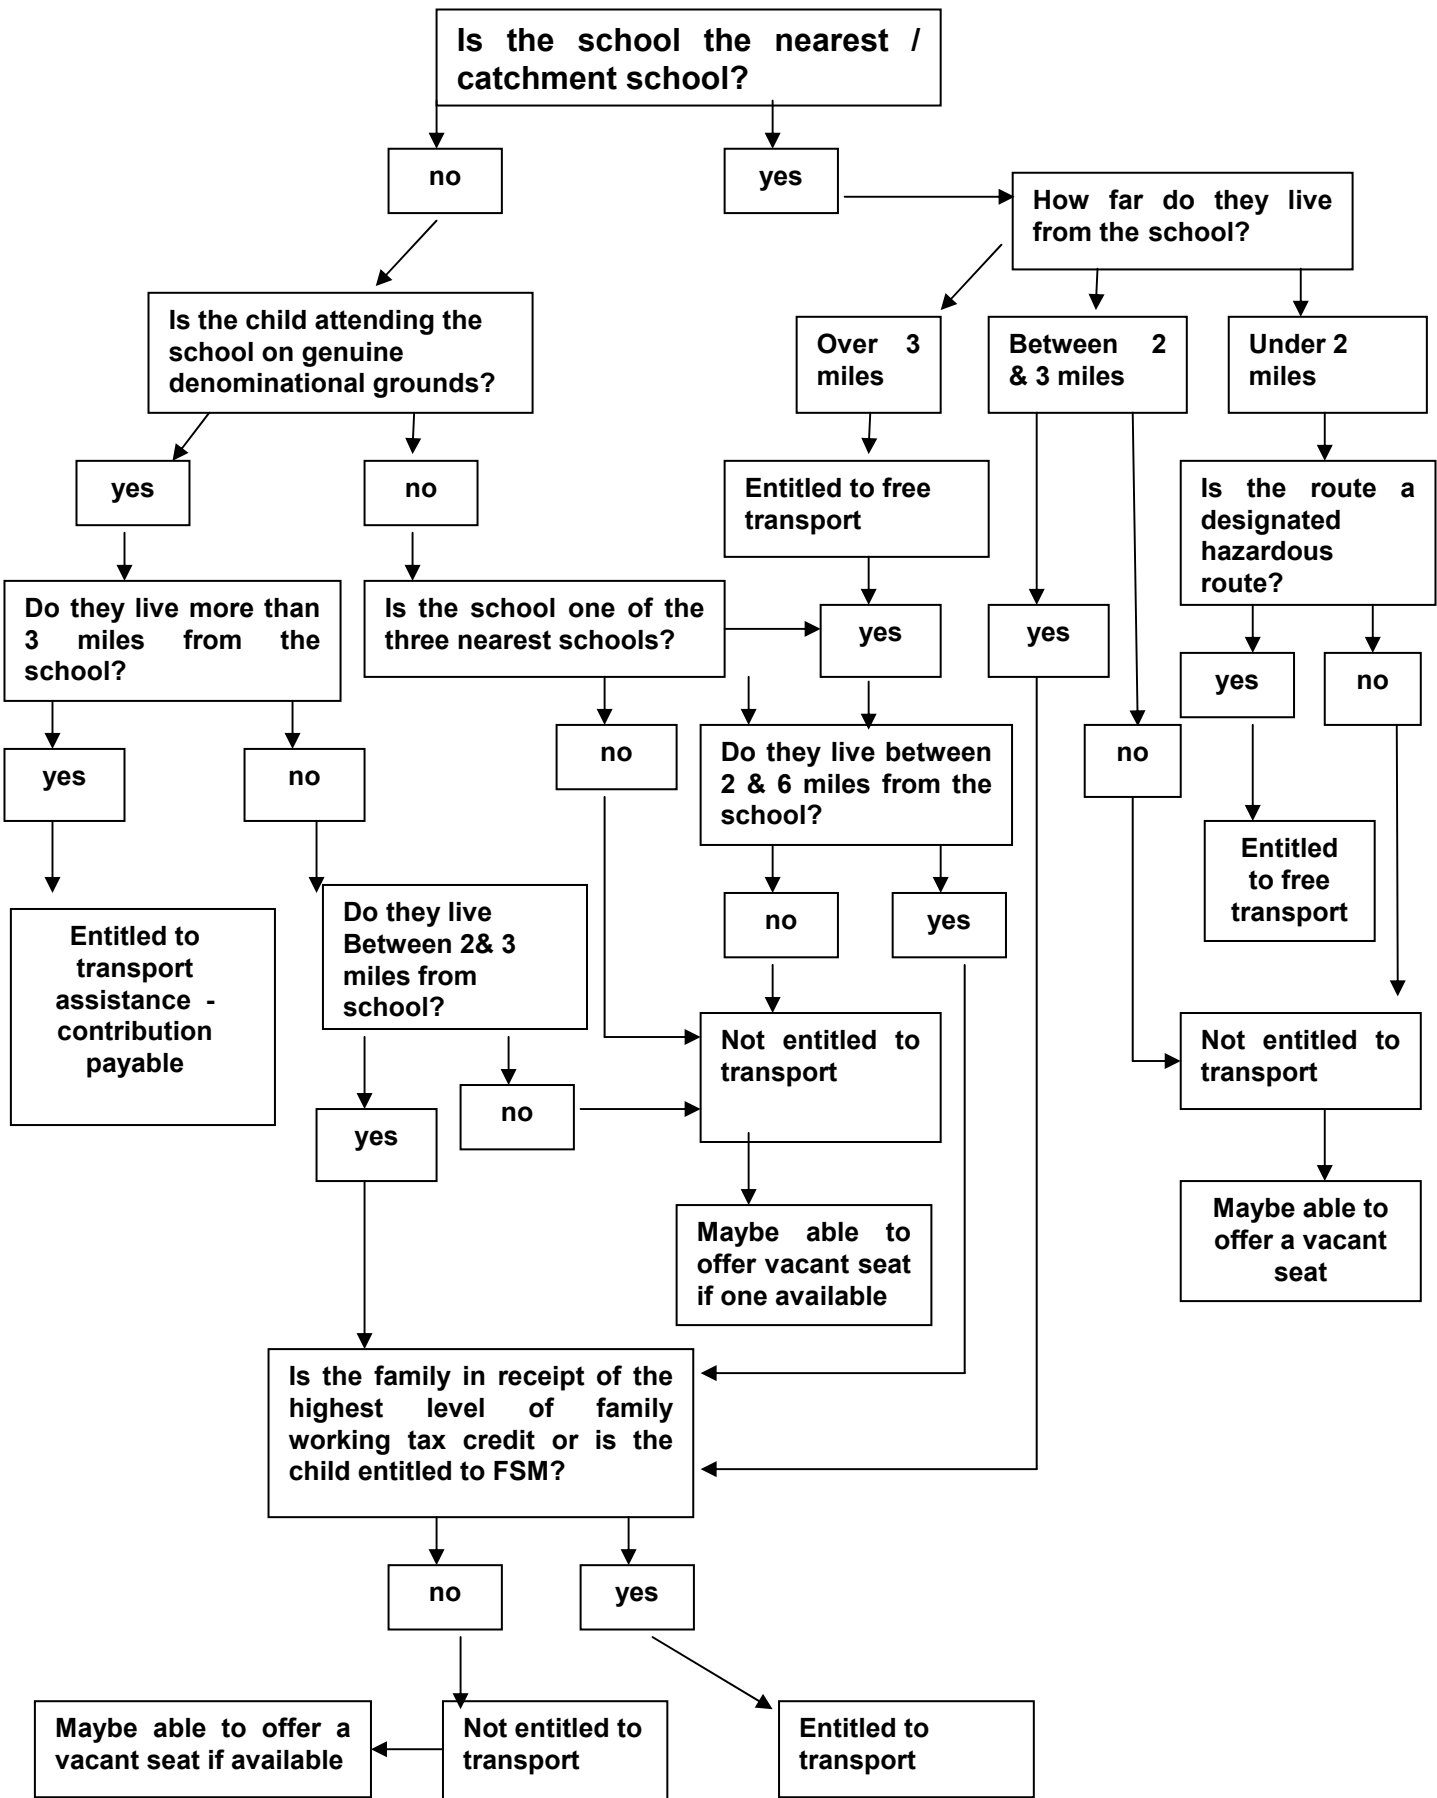 Is the school the nearest /
catchment school?
no
yes
How far do they live
from the school?
Is the child attending the
school on genuine
denominational grounds?
Over 3
miles
Between 2
& 3 miles
Under 2
miles
yes
no
Entitled to free
transport
Is the route a
designated
hazardous
route?
Do they live more than
3 miles from the
school?
Is the school one of the
three nearest schools?
yes
yes
yes
no
yes
no
no
Do they live between
2 & 6 miles from the
school?
no
Entitled
to free
transport
Do they live
Between 2& 3
miles from
school?
no
yes
Entitled to
transport
assistance -
contribution
payable
Not entitled to
transport
Not entitled to
transport
no
yes
Maybe able to
offer vacant seat
if one available
Maybe able to
offer a vacant
seat
Is the family in receipt of the
highest level of family
working tax credit or is the
child entitled to FSM?
no
yes
Maybe able to offer a
vacant seat if available
Not entitled to
transport
Entitled to
transport